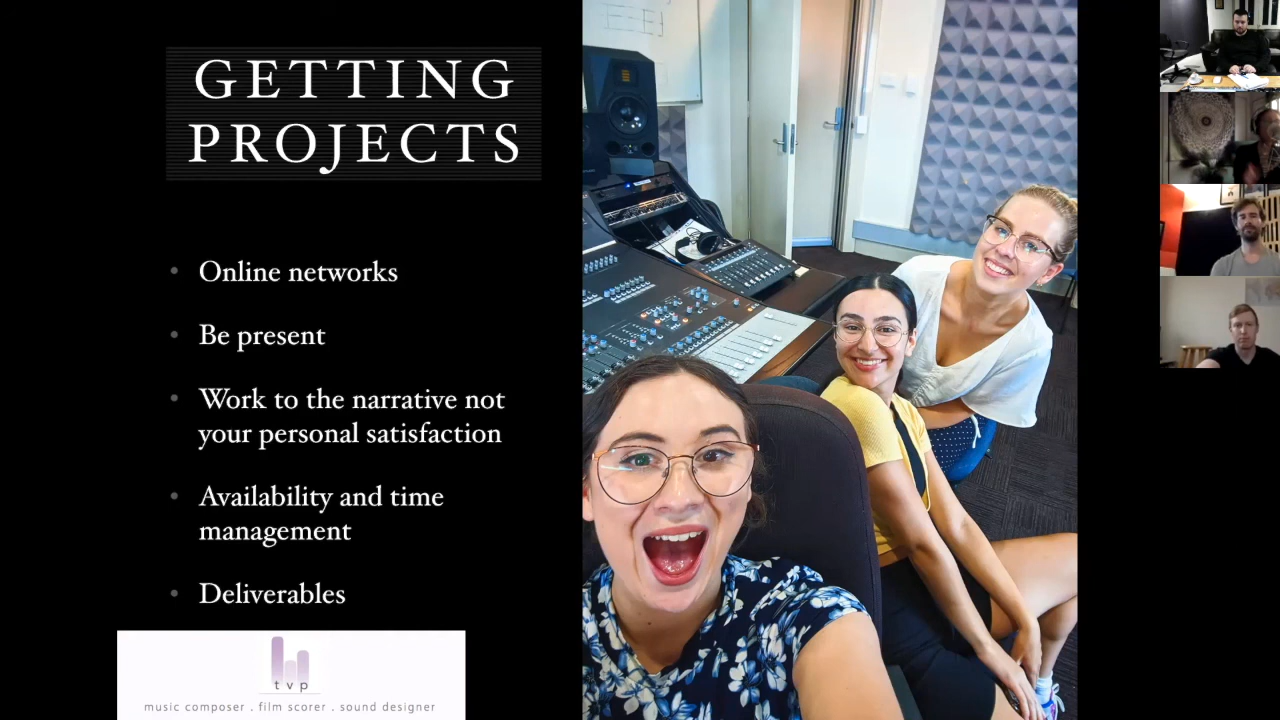 GETTING
PROJECTS
Online networks
Be present
Work to the narrative not
your personal satisfaction
Availability and time
management
Deliverables
t v p
music composer . film scorer . sound designer